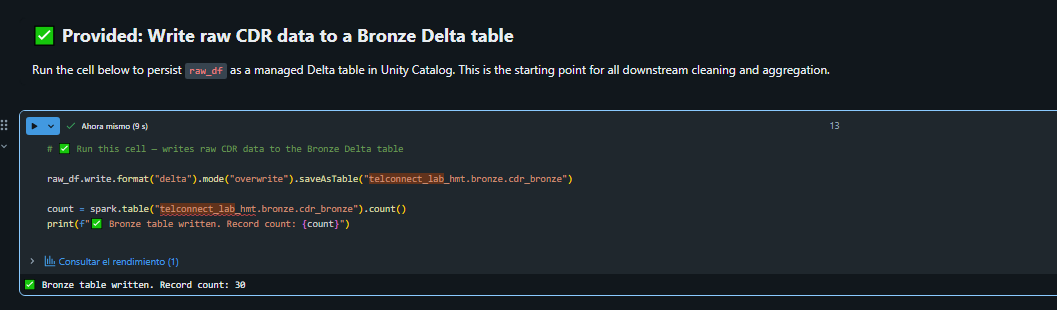 ✅ Provided: Write raw CDR data to a Bronze Delta table
Run the cell below to persist raw_df as a managed Delta table in Unity Catalog. This is the starting point for all downstream cleaning and aggregation.
Ahora mismo (9 s)
13
# ✅ Run this cell — writes raw CDR data to the Bronze Delta table
raw_df.write.format("delta").mode("overwrite").saveAsTable("telconnect_lab_hmt.bronze.cdr_bronze")
count = spark.table("telconnect_lab_hmt.bronze.cdr_bronze").count()
print(f"✅ Bronze table written. Record count: {count}")
Consultar el rendimiento (1)
✅ Bronze table written. Record count: 30